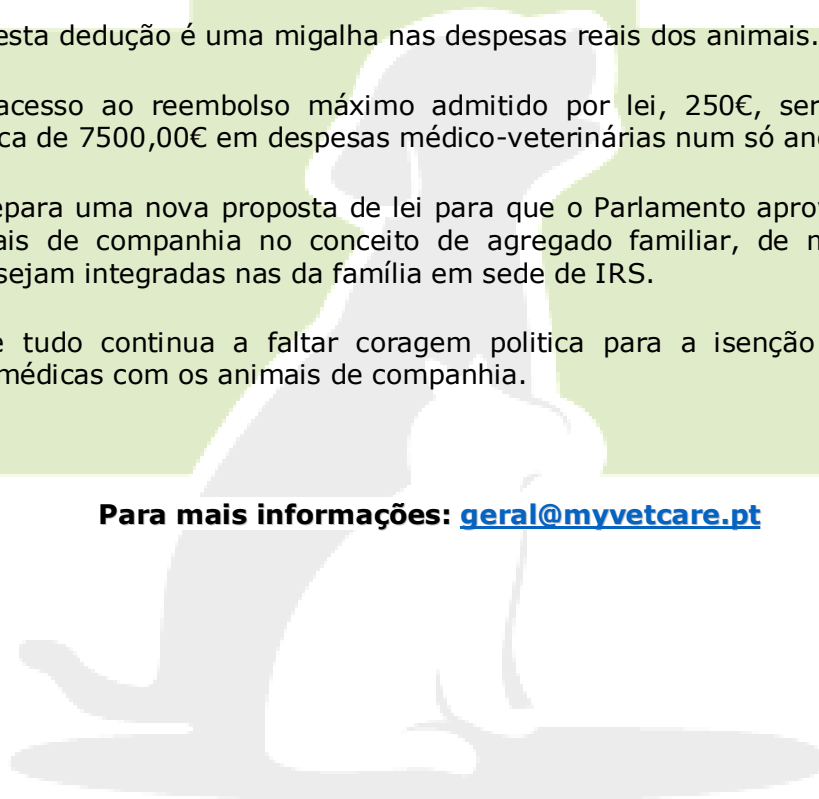 esta dedução é uma migalha nas despesas reais dos animais.
acesso ao reembolso máximo admitido por lei, 250€, ser
ca de 7500,00€ em despesas médico-veterinárias num só an
epara uma nova proposta de lei para que o Parlamento apro
ais de companhia no conceito de agregado familiar, de m
sejam integradas nas da família em sede de IRS.
e tudo continua a faltar coragem politica para a isenção
médicas com os animais de companhia.
Para mais informações: geral@myvetcare.pt